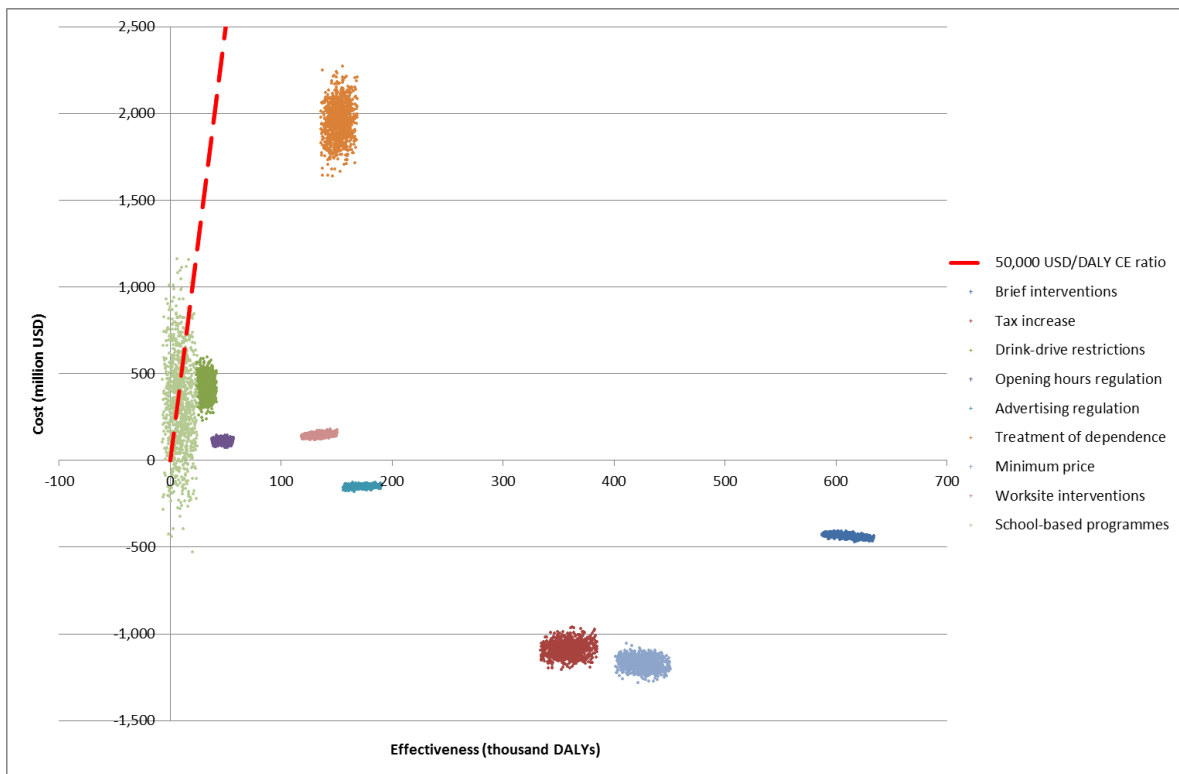 2,500
2,000
1,500
1,000
500
0
-500
-1,000
-1,500
-100
0
100
200
300
400
500
600
700
Cost (million USD)
Effectiveness (thousand DALYs)
50,000 USD/DALY CE ratio
Brief interventions
Tax increase
Drink-drive restrictions
Opening hours regulation
Advertising regulation
Treatment of dependence
Minimum price
Worksite interventions
School-based programmes